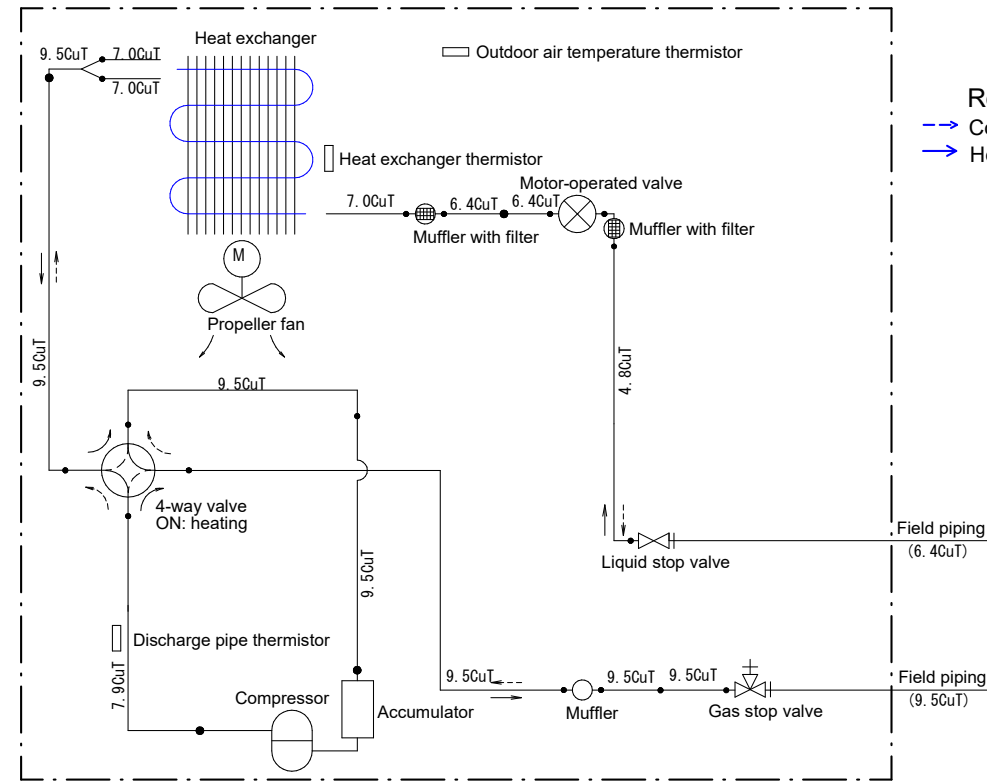 Heat exchanger
9.5CuT
7.0CuT
7.0CuT
Outdoor air temperature thermistor
Heat exchanger thermistor
Motor-operated valve
7.0CuT
6.4CuT
6.4CuT
Muffler with filter
Muffler with filter
M
Propeller fan
9.5CuT
4.8CuT
9.5CuT
4-way valve
ON: heating
9.5CuT
Liquid stop valve
Field piping
(6.4CuT)
Discharge pipe thermistor
7.9CuT
Compressor
Accumulator
9.5CuT
Muffler
9.5CuT
9.5CuT
Gas stop valve
Field piping
(9.5CuT)